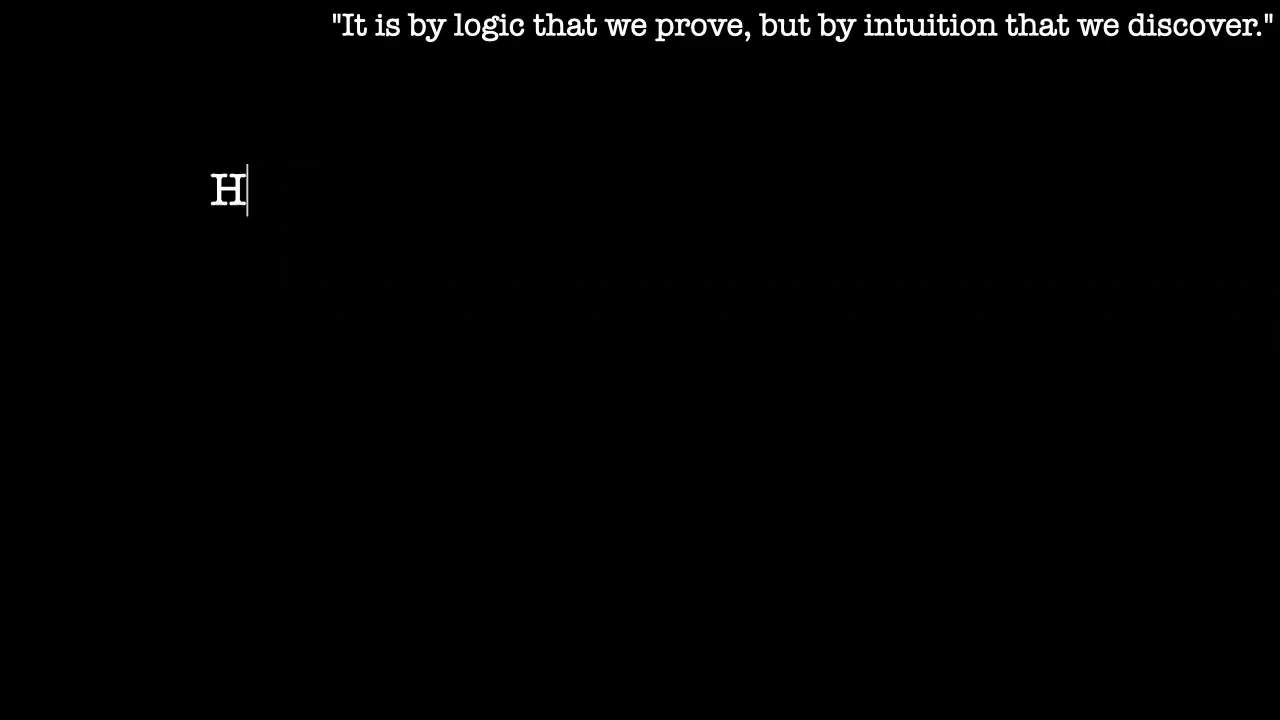 "It is by logic that we prove, but by intuition that we discover."
H